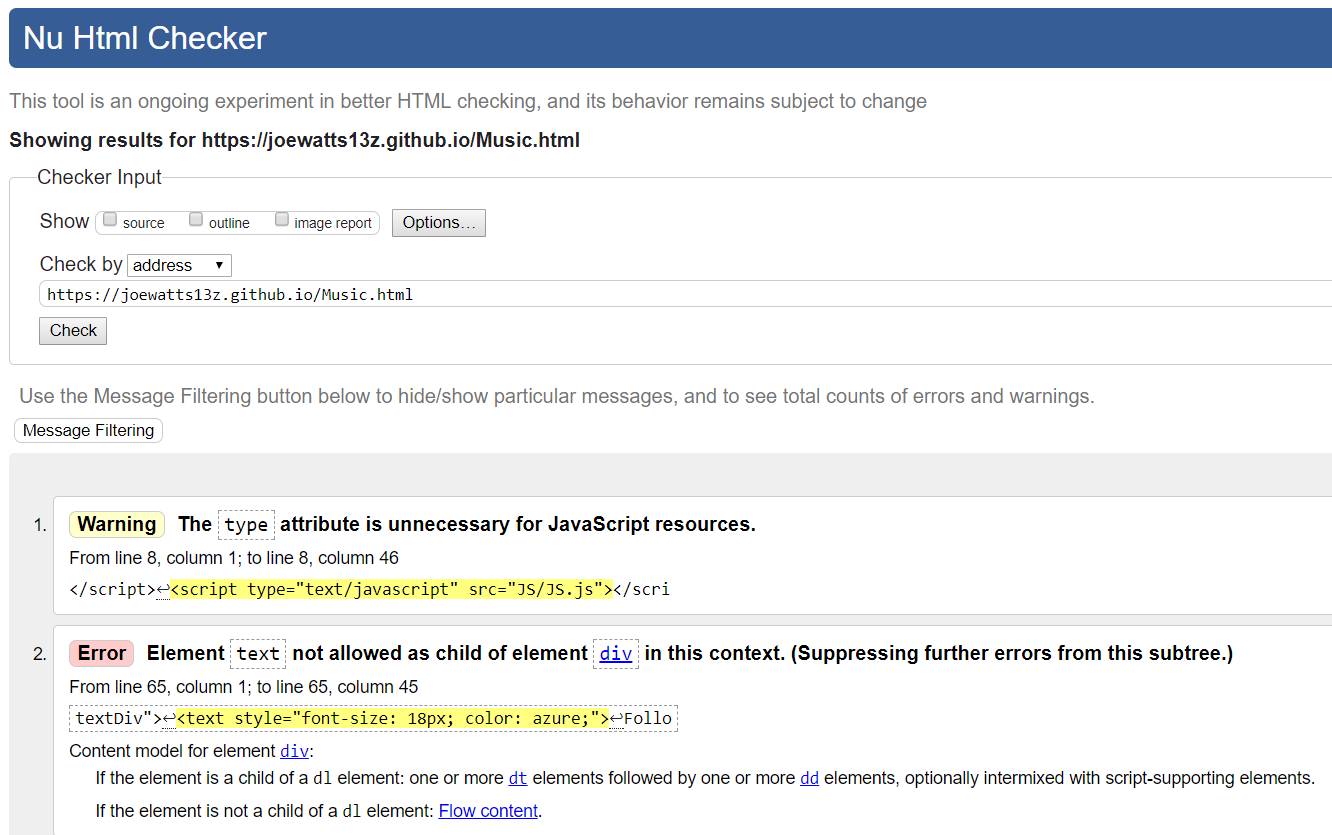 Nu Html Checker
This tool is an ongoing experiment in better HTML checking, and its behavior remains subject to change
Showing results for https://joewatts13z.github.io/Music.html
Checker Input
Show source outline image report Options...
Check by address
https://joewatts13z.github.io/Music.html
Check
Use the Message Filtering button below to hide/show particular messages, and to see total counts of errors and warnings.
Message Filtering
1. Warning The type attribute is unnecessary for JavaScript resources.
From line 8, column 1; to line 8, column 46
</script>↩<script type="text/javascript" src="JS/JS.js"></scri
2. Error Element text not allowed as child of element div in this context. (Suppressing further errors from this subtree.)
From line 65, column 1; to line 65, column 45
textDiv">↩<text style="font-size: 18px; color: azure;">↩Follo
Content model for element div:
If the element is a child of a dl element: one or more dt elements followed by one or more dd elements, optionally intermixed with script-supporting elements.
If the element is not a child of a dl element: Flow content.